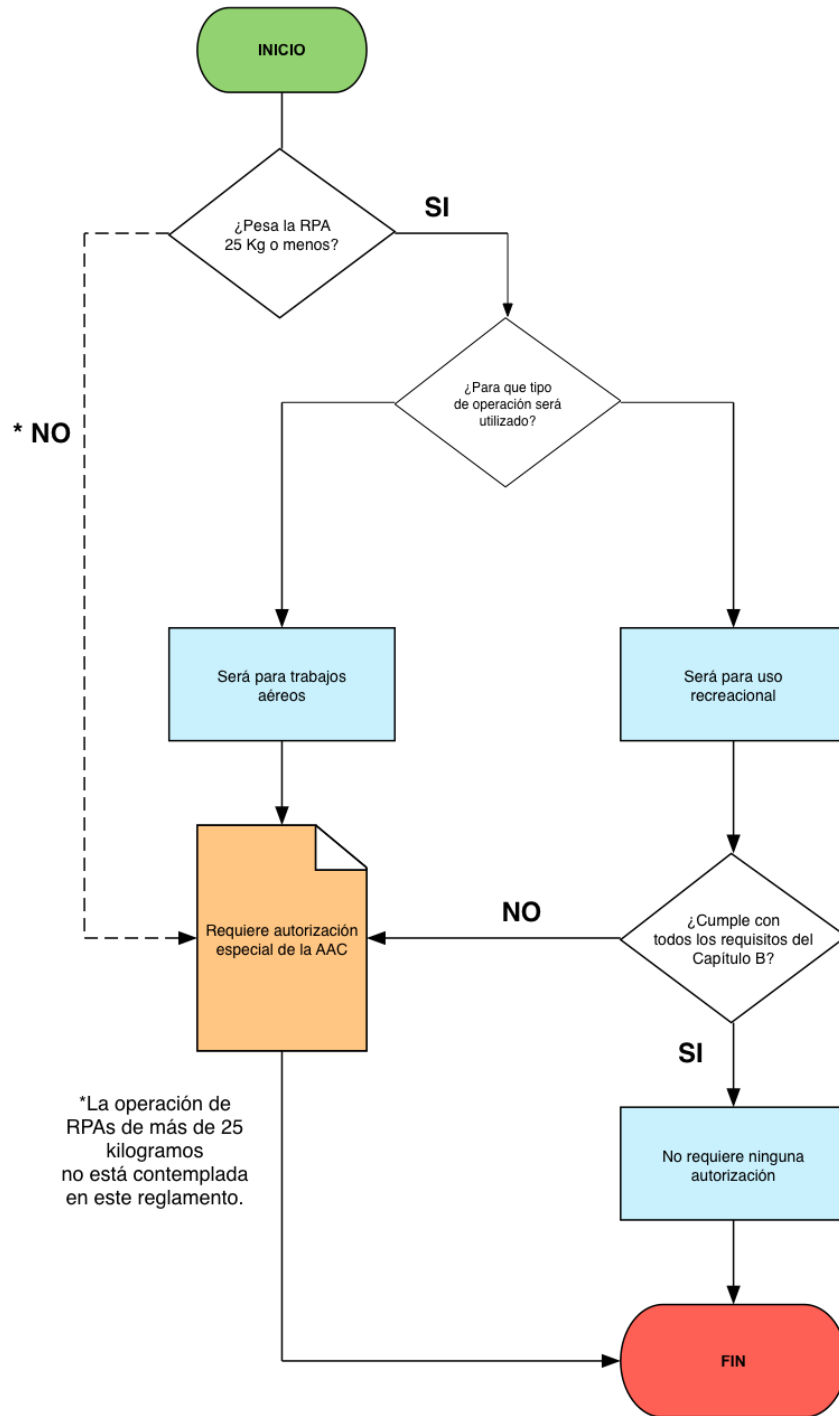 INICIO
¿Pesa la RPA
25 Kg o menos?
SI
¿Para que tipo
de operación será
utilizado?
* NO
Será para trabajos
aéreos
Será para uso
recreacional
Requiere autorización
especial de la AAC
NO
¿Cumple con
todos los requisitos del
Capítulo B?
SI
*La operación de
RPAs de más de 25
kilogramos
no está contemplada
en este reglamento.
No requiere ninguna
autorización
FIN